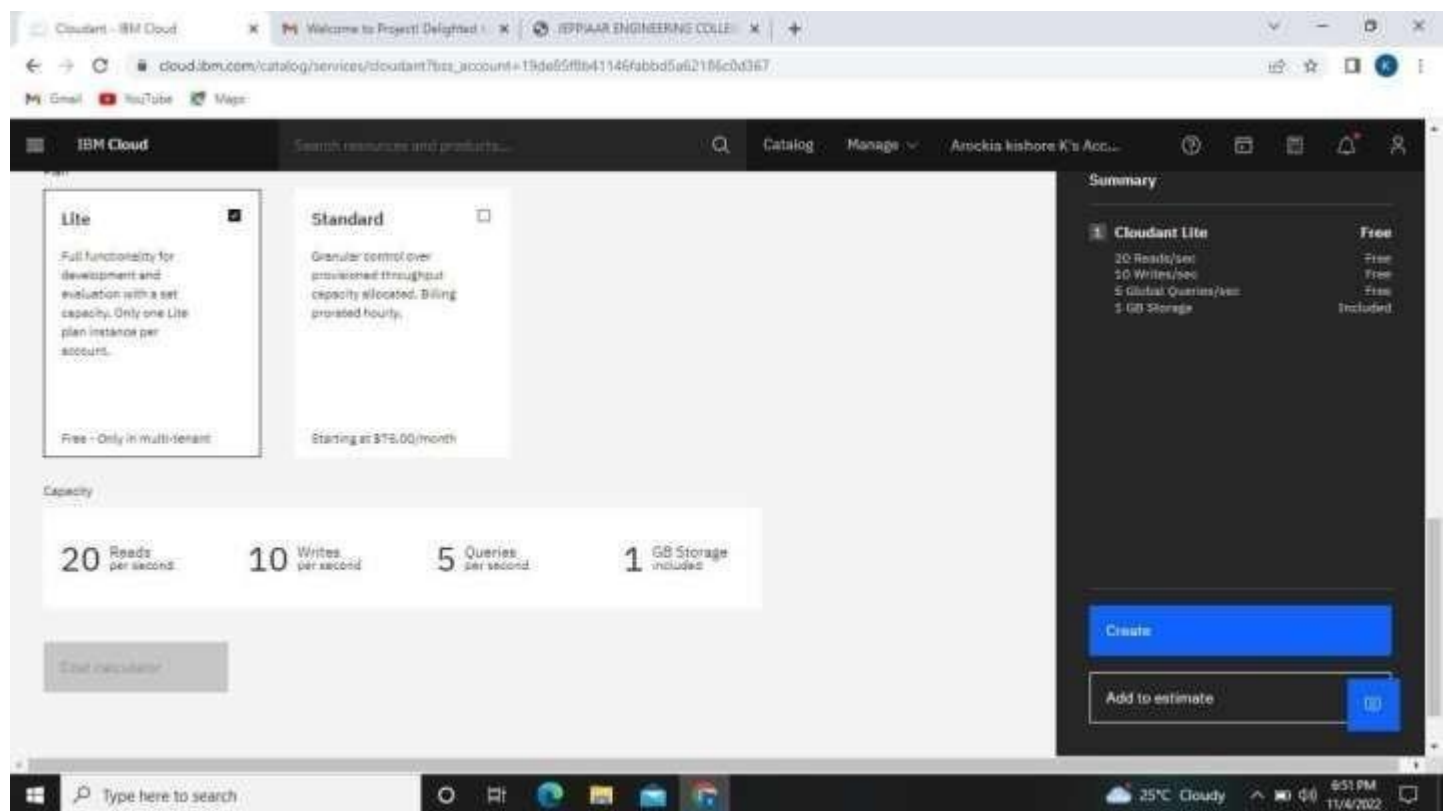 Cloudant - IBM Cloud
Welcome to Project! Delighted
JEPPIAAR ENGINEERING COLLE
cloud.ibm.com/catalog/services/cloudant?bss_account=
Gmail YouTube Maps
IBM Cloud
Search resources and products...
Catalog Manage Arockia kishore K's Acc...
Plan
Lite
Full functionality for
development and
evaluation with a set
capacity. Only one Lite
plan instance per
account.
Free - Only in multi-tenant
Standard
Granular control over
provisioned throughput
capacity allocated. Billing
prorated hourly.
Starting at $76.00/month
Capacity
20 Reads per second
10 Writes per second
5 Queries per second
1 GB Storage included
Cost calculator
Summary
1 Cloudant Lite Free
20 Reads/sec Free
10 Writes/sec Free
5 Global Queries/sec Free
1 GB Storage Included
Create
Add to estimate
Type here to search
25°C Cloudy
6:51 PM
11/4/2022